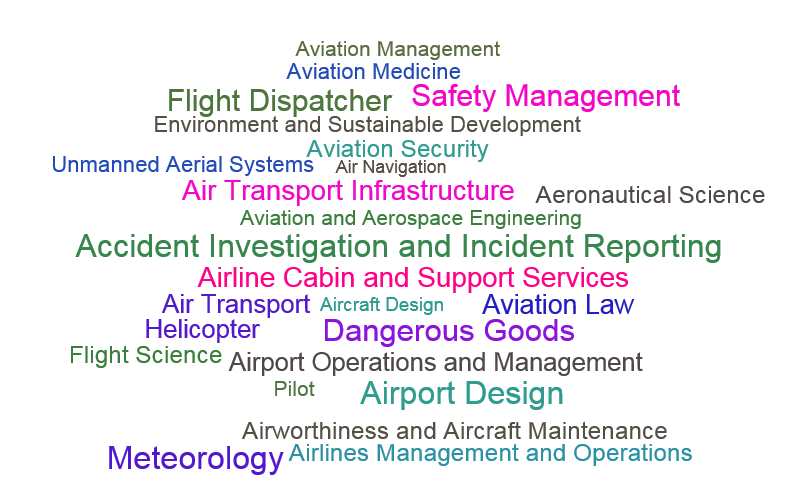 Aviation Management
Aviation Medicine
Flight Dispatcher Safety Management
Environment and Sustainable Development
Aviation Security
Unmanned Aerial Systems Air Navigation
Air Transport Infrastructure Aeronautical Science
Aviation and Aerospace Engineering
Accident Investigation and Incident Reporting
Airline Cabin and Support Services
Air Transport Aircraft Design Aviation Law
Helicopter Dangerous Goods
Flight Science Airport Operations and Management
Pilot Airport Design
Airworthiness and Aircraft Maintenance
Meteorology Airlines Management and Operations